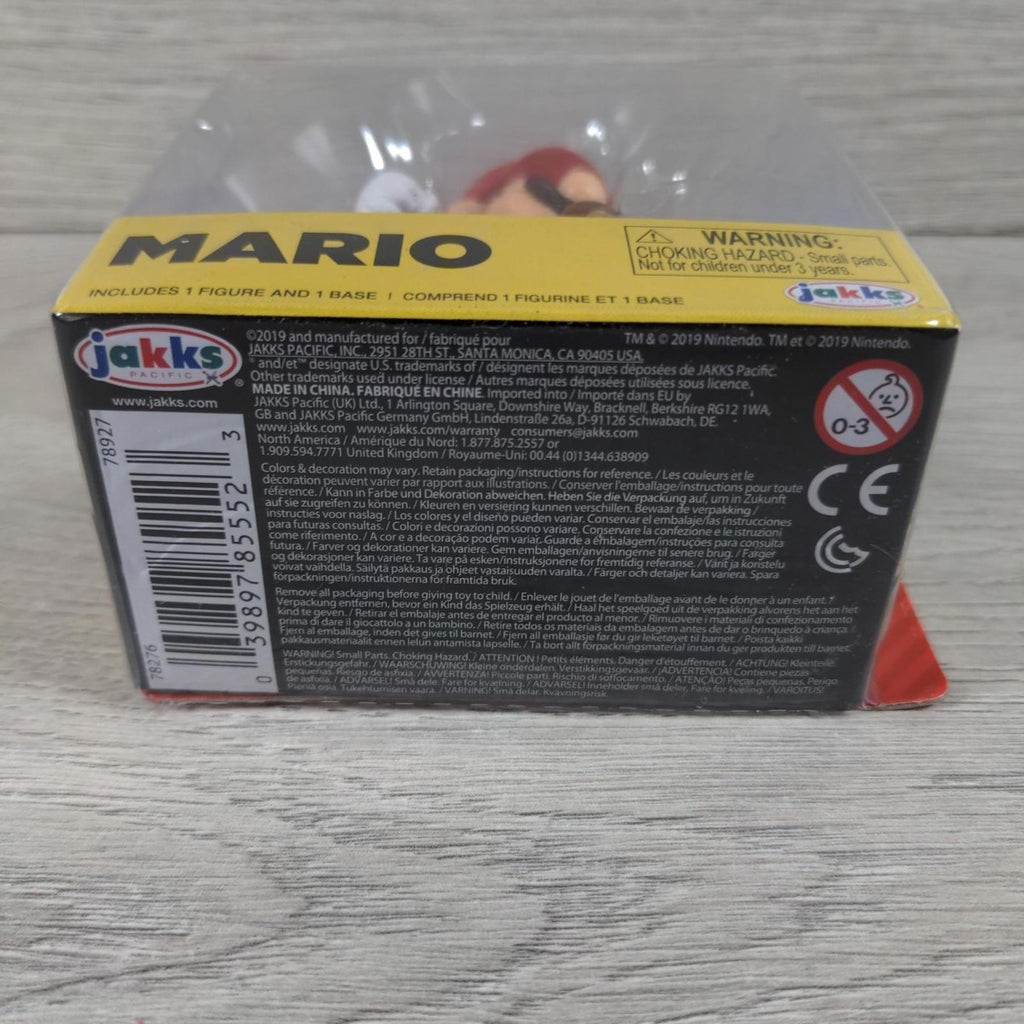 MARIO
INCLUDES 1 FIGURE AND 1 BASE | COMPREND 1 FIGURINE ET 1 BASE
WARNING:
CHOKING HAZARD - Small parts.
Not for children under 3 years.
jakks
jakks
PACIFIC
®
www.jakks.com
78927
78276
0 39897 85552 3
©2019 and manufactured for / fabriqué pour
JAKKS PACIFIC, INC., 2951 28TH ST., SANTA MONICA, CA 90405 USA.
TM & © 2019 Nintendo. TM et © 2019 Nintendo.
and/et ™ designate U.S. trademarks of / désignent les marques déposées de JAKKS Pacific.
Other trademarks used under license / Autres marques déposées utilisées sous licence.
MADE IN CHINA. FABRIQUÉ EN CHINE. Imported into / Importé dans EU by
JAKKS Pacific (UK) Ltd., 1 Arlington Square, Downshire Way, Bracknell, Berkshire RG12 1WA,
GB and JAKKS Pacific Germany GmbH, Lindenstraße 26a, D-91126 Schwabach, DE.
www.jakks.com www.jakks.com/warranty consumers@jakks.com
North America / Amérique du Nord: 1.877.875.2557 or
1.909.594.7771 United Kingdom / Royaume-Uni: 00.44 (0)1344.638909
0-3
CE
Colors & decoration may vary. Retain packaging/instructions for reference. / Les couleurs et le
décoration peuvent varier par rapport aux illustrations. / Conserver l'emballage/instructions pour toute
référence. / Kann in Farbe und Dekoration abweichen. Heben Sie die Verpackung auf, um in Zukunft
auf sie zugreifen zu können. / Kleuren en versiering kunnen verschillen. Bewaar de verpakking /
instructies voor naslag. / Los colores y el diseño pueden variar. Conservar el embalaje/las instrucciones
para futuras consultas. / Colori e decorazioni possono variare. Conservare la confezione e le istruzioni
come riferimento. / A cor e a decoração podem variar. Guarde a embalagem/instruções para consulta
futura. / Farver og dekorationer kan variere. Gem emballagen/anvisningerne til senere brug. / Farger
og dekorasjoner kan variere. Ta vare på esken/instruksjonene for fremtidig referanse. / Värit ja koristelu
voivat vaihdella. Säilytä pakkaus ja ohjeet vastaisuuden varalta. / Färger och detaljer kan variera. Spara
förpackningen/instruktionerna för framtida bruk.
Remove all packaging before giving toy to child. / Enlever le jouet de l'emballage avant de le donner à un enfant. /
Verpackung entfernen, bevor ein Kind das Spielzeug erhält. / Haal het speelgoed uit de verpakking alvorens het aan het
kind te geven. / Retirar el embalaje antes de entregar el producto al menor. / Rimuovere i materiali di confezionamento
prima di dare il giocattolo a un bambino. / Retire todos os materiais da embalagem antes de dar o brinquedo à criança. /
Fjern al emballage, inden det gives til barnet. / Fjern all emballasje før du gir leketøyet til barnet. / Poista kaikki
pakkausmateriaalit ennen lelun antamista lapselle. / Ta bort allt förpackningsmaterial innan du ger produkten till barnet.
WARNING! Small Parts. Choking Hazard. / ATTENTION ! Petits éléments. Danger d'étouffement. / ACHTUNG! Kleinteile.
Erstickungsgefahr. / WAARSCHUWING! Kleine onderdelen. Verstikkingsgevaar. / ¡ADVERTENCIA! Contiene piezas
pequeñas. Riesgo de asfixia. / AVVERTENZA! Piccole parti. Rischio di soffocamento. / ATENÇÃO! Peças pequenas. Perigo
de asfixia. / ADVARSEL! Små dele. Fare for kvælning. / ADVARSEL! Inneholder små deler. Fare for kveling. / VAROITUS!
Pieniä osia. Tukehtumisen vaara. / VARNING! Små delar. Kvävningsrisk.